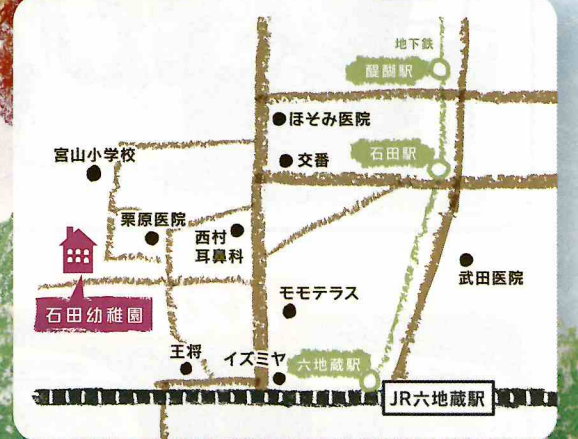 地下鉄
醍醐駅
ほそみ医院
交番
石田駅
宮山小学校
栗原医院
西村
耳鼻科
武田医院
石田幼稚園
モモテラス
王将
イズミヤ
六地蔵駅
JR六地蔵駅